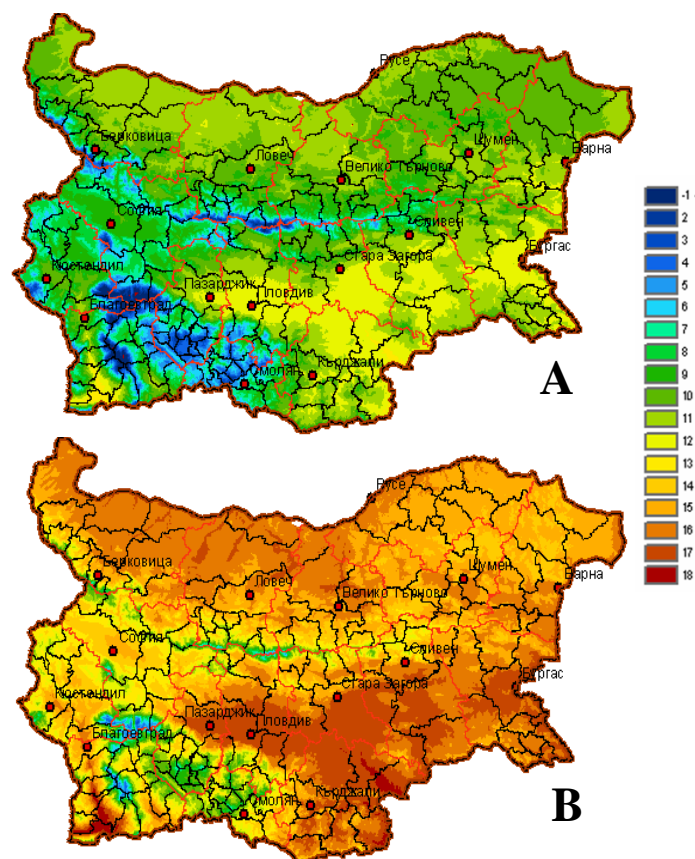 Русе
Берковица
Шумен
Варна
Ловеч
Велико Търново
София
Сливен
Бургас
Стара Загора
Кюстендил
Пазарджик
Пловдив
Благоевград
Кърджали
Смолян
A
-1
2
3
4
5
6
7
8
9
10
11
12
13
14
15
16
17
18
Русе
Берковица
Шумен
Варна
Ловеч
Велико Търново
София
Сливен
Бургас
Стара Загора
Кюстендил
Пазарджик
Пловдив
Благоевград
Кърджали
Смолян
B